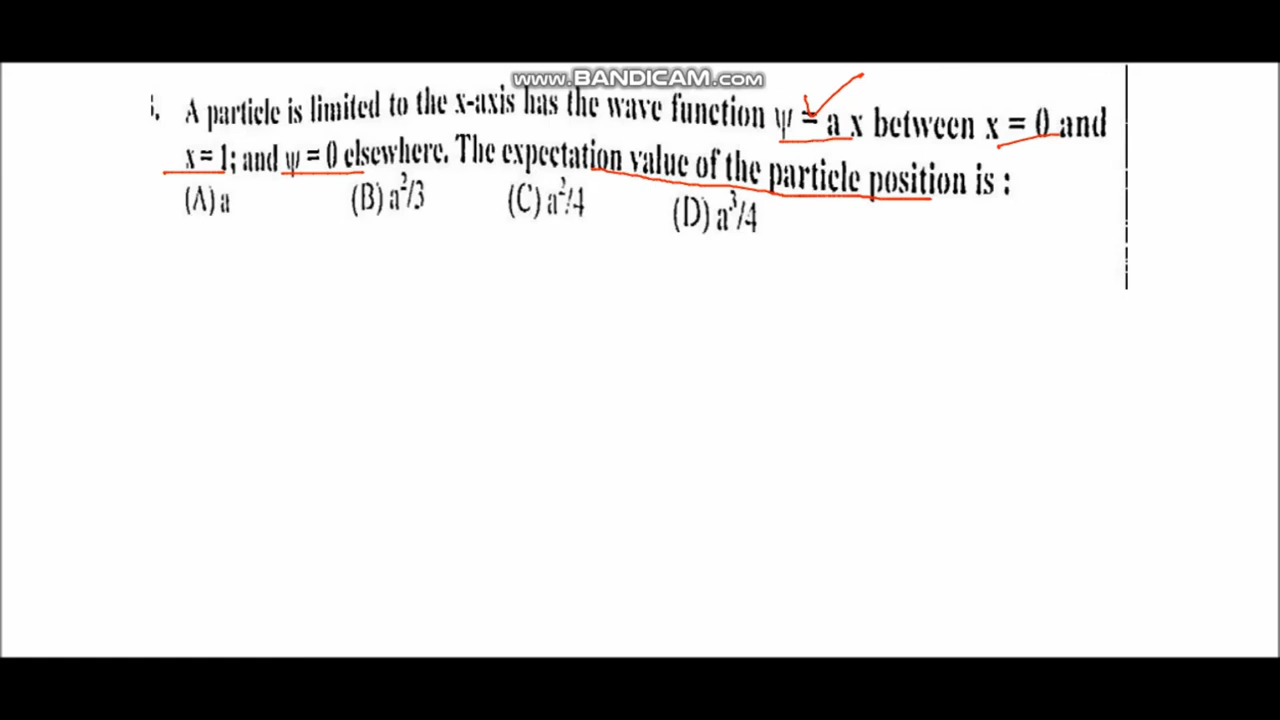 www.BANDICAM.com
A particle is limited to the x-axis has the wave function ψ = a x between x = 0 and
x = 1; and ψ = 0 elsewhere. The expectation value of the particle position is :
(A) a (B) a²/3 (C) a²/4 (D) a³/4